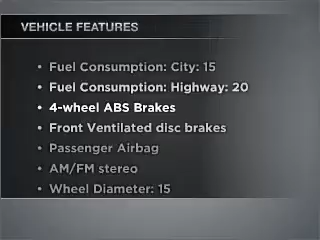 VEHICLE FEATURES
• Fuel Consumption: City: 15
• Fuel Consumption: Highway: 20
• 4-wheel ABS Brakes
• Front Ventilated disc brakes
• Passenger Airbag
• AM/FM stereo
• Wheel Diameter: 15